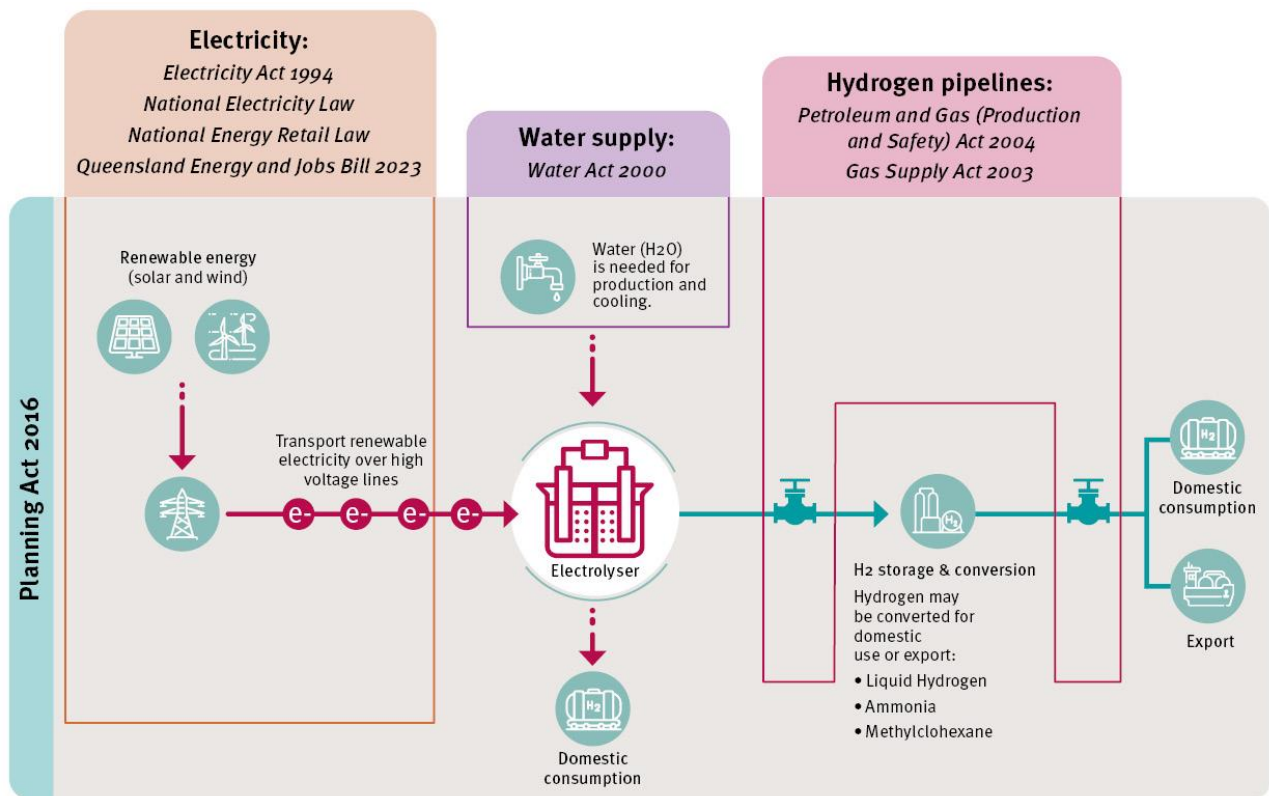 Electricity:
Electricity Act 1994
National Electricity Law
National Energy Retail Law
Queensland Energy and Jobs Bill 2023
Water supply:
Water Act 2000
Hydrogen pipelines:
Petroleum and Gas (Production
and Safety) Act 2004
Gas Supply Act 2003
Planning Act 2016
Renewable energy
(solar and wind)
Water (H2O)
is needed for
production and
cooling.
Transport renewable
electricity over high
voltage lines
e- e- e- e-
Electrolyser
H2
Domestic
consumption
H2
H2 storage & conversion
Hydrogen may
be converted for
domestic
use or export:
• Liquid Hydrogen
• Ammonia
• Methylclohexane
H2
Domestic
consumption
Export